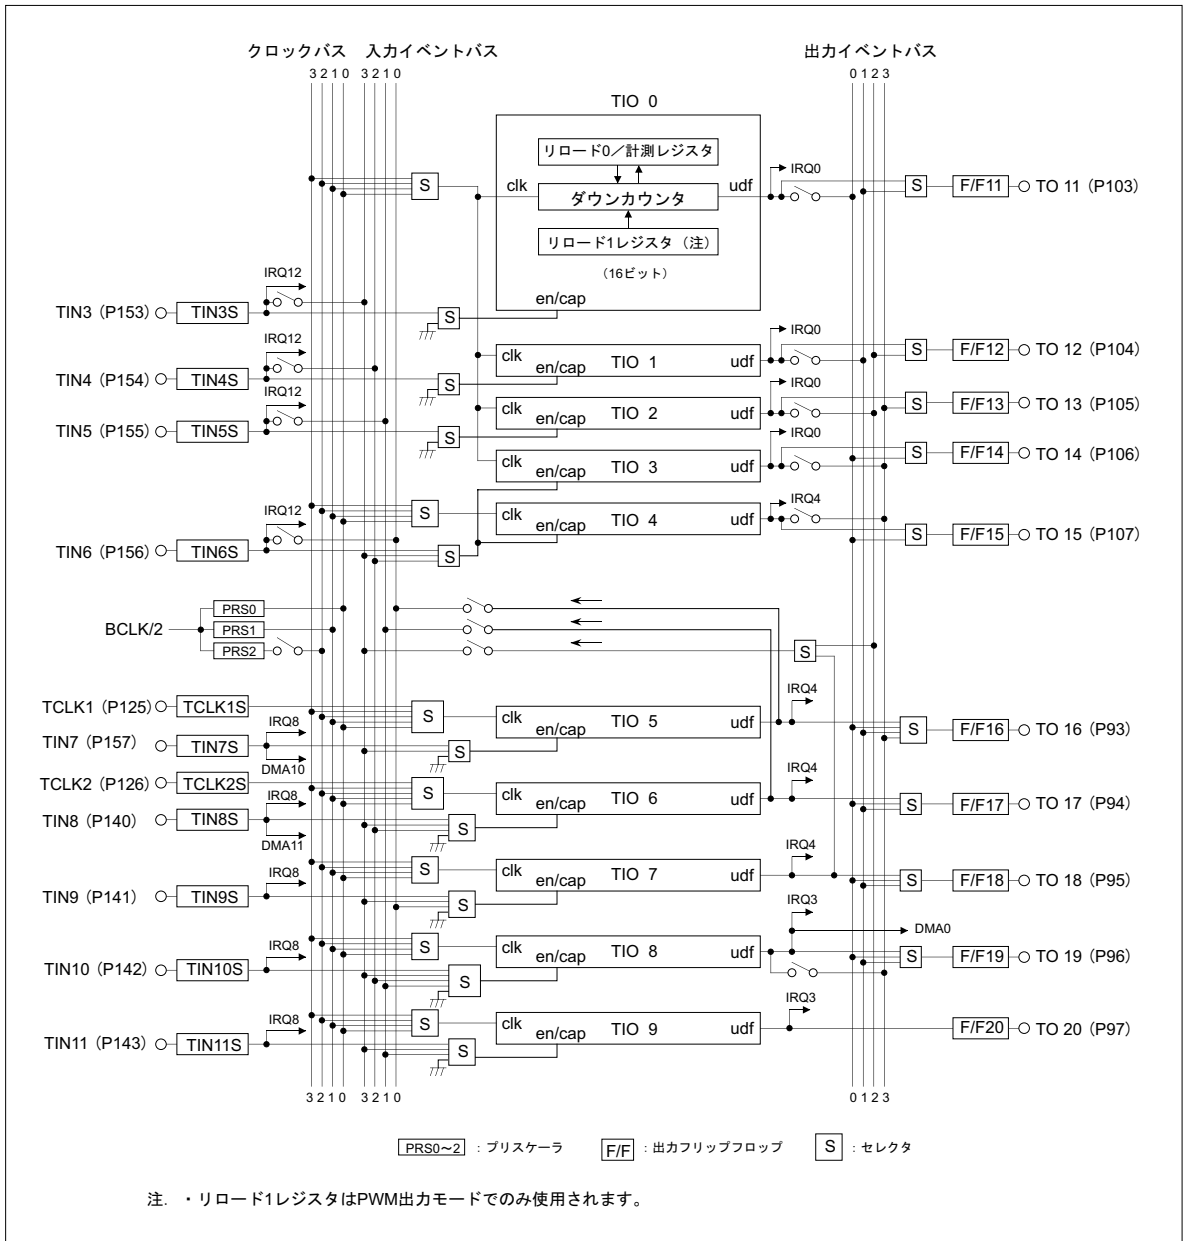 クロックバス 入力イベントバス 出力イベントバス
3 2 1 0 3 2 1 0 0 1 2 3
TIO 0
リロード0／計測レジスタ
IRQ0
clk ダウンカウンタ udf
S F/F11 TO 11 (P103)
リロード1レジスタ（注）
（16ビット）
IRQ12
en/cap
TIN3 (P153) TIN3S S
IRQ0
IRQ12
clk TIO 1 udf S F/F12 TO 12 (P104)
en/cap
TIN4 (P154) TIN4S S
IRQ0
IRQ12
clk TIO 2 udf S F/F13 TO 13 (P105)
en/cap
TIN5 (P155) TIN5S S
IRQ0
clk TIO 3 udf S F/F14 TO 14 (P106)
en/cap
IRQ4
IRQ12
S clk TIO 4 udf
en/cap
S F/F15 TO 15 (P107)
TIN6 (P156) TIN6S S
PRS0
BCLK/2 PRS1
PRS2 S
IRQ4
TCLK1 (P125) TCLK1S S clk TIO 5 udf S F/F16 TO 16 (P93)
IRQ8
en/cap
TIN7 (P157) TIN7S S
DMA10
IRQ4
TCLK2 (P126) TCLK2S S clk TIO 6 udf S F/F17 TO 17 (P94)
IRQ8
en/cap
TIN8 (P140) TIN8S S
DMA11
IRQ4
S clk TIO 7 udf S F/F18 TO 18 (P95)
IRQ8
en/cap
TIN9 (P141) TIN9S S
IRQ3
DMA0
S clk TIO 8 udf S F/F19 TO 19 (P96)
IRQ8
en/cap
TIN10 (P142) TIN10S S
IRQ3
IRQ8
S clk TIO 9 udf F/F20 TO 20 (P97)
en/cap
TIN11 (P143) TIN11S S
3 2 1 0 3 2 1 0 0 1 2 3
PRS0～2 ：プリスケーラ F/F ：出力フリップフロップ S ：セレクタ
注. ・リロード1レジスタはPWM出力モードでのみ使用されます。